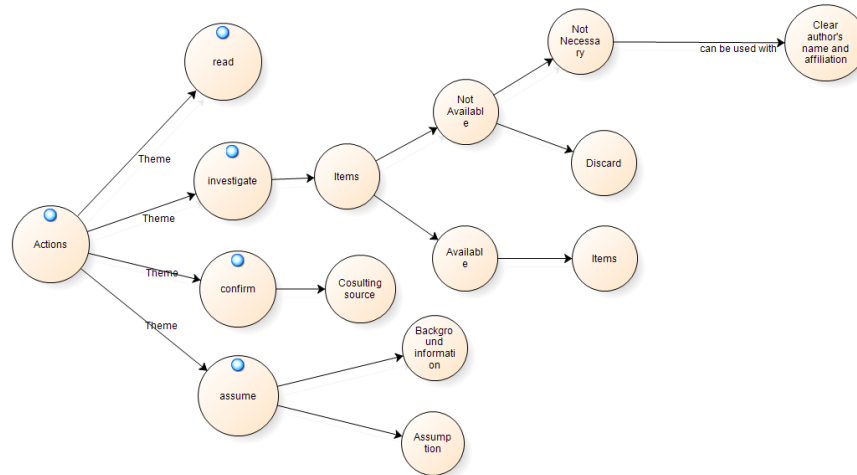 Not
Necessa
ry
can be used with
Clear
author's
name and
affiliation
read
Not
Availabl
e
Theme
investigate
Items
Discard
Theme
Actions
Availabl
e
Items
Theme
confirm
Cosulting
source
Theme
Backgro
und
informati
on
assume
Assump
tion